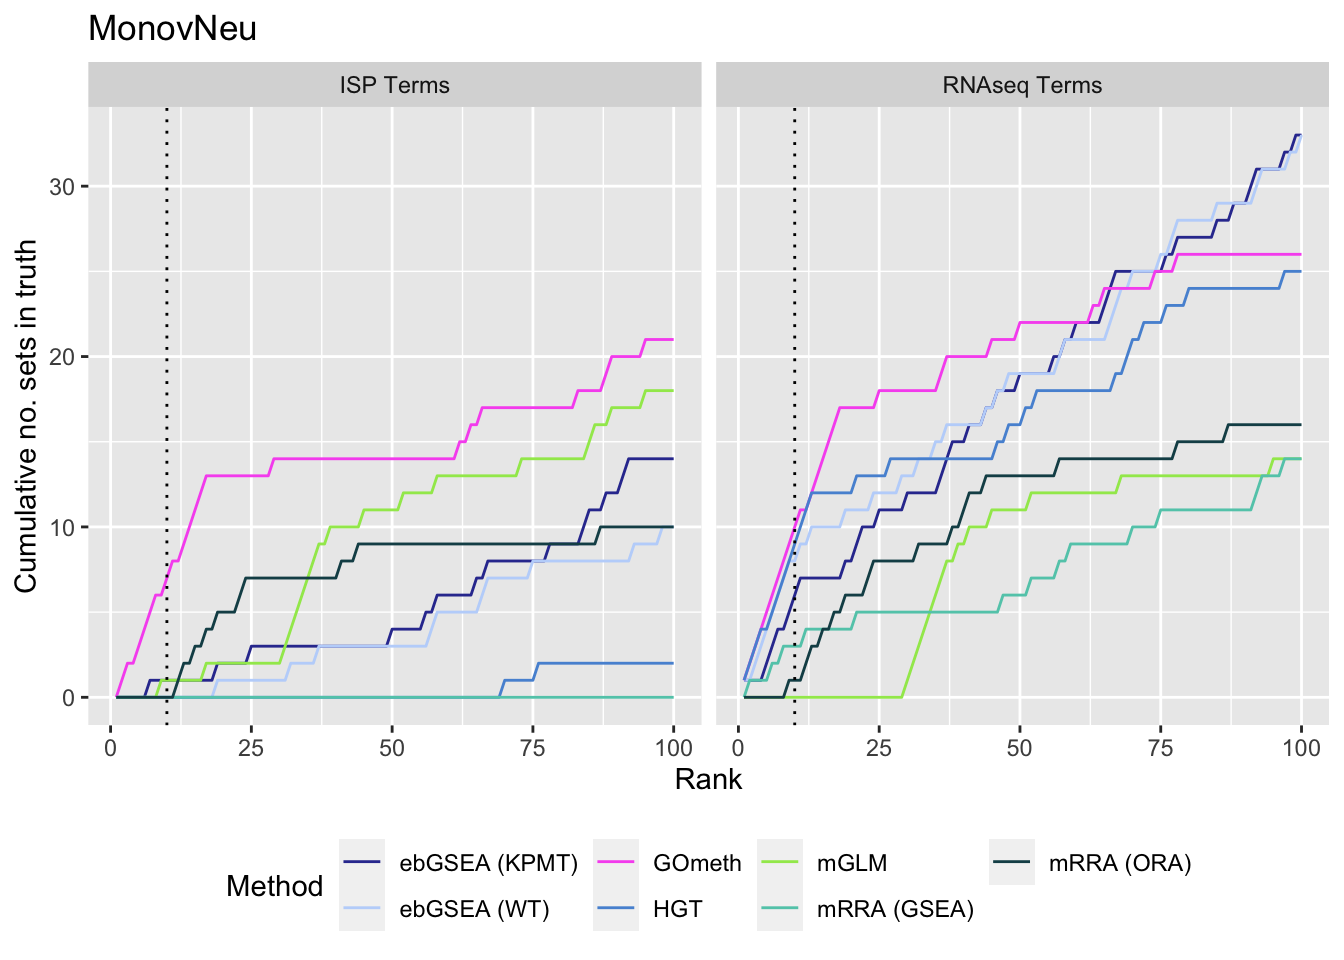 MonovNeu
ISP Terms
RNAseq Terms
Cumulative no. sets in truth
30
20
10
0
0 25 50 75 100
0 25 50 75 100
Rank
Method
ebGSEA (KPMT)
GOmeth
mGLM
mRRA (ORA)
ebGSEA (WT)
HGT
mRRA (GSEA)